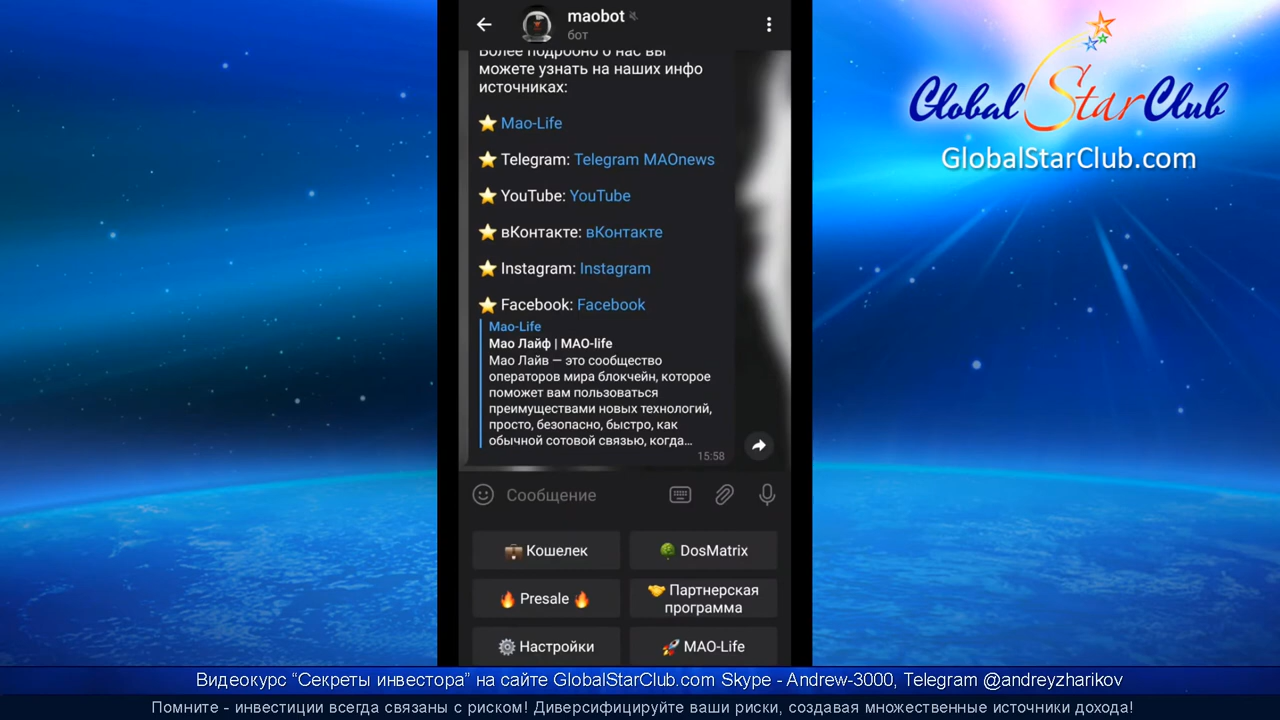 maobot
бот
Более подробно о нас вы
можете узнать на наших инфо
источниках:
Mao-Life
Telegram: Telegram MAOnews
YouTube: YouTube
вКонтакте: вКонтакте
Instagram: Instagram
Facebook: Facebook
Mao-Life
Мао Лайф | MAO-life
Мао Лайв — это сообщество
операторов мира блокчейн, которое
поможет вам пользоваться
преимуществами новых технологий,
просто, безопасно, быстро, как
обычной сотовой связью, когда...
15:58
Сообщение
Кошелек
DosMatrix
Presale
Партнерская
программа
Настройки
MAO-Life
Global Star Club
GlobalStarClub.com
Видеокурс “Секреты инвестора” на сайте GlobalStarClub.com Skype - Andrew-3000, Telegram @andreyzharikov
Помните - инвестиции всегда связаны с риском! Диверсифицируйте ваши риски, создавая множественные источники дохода!